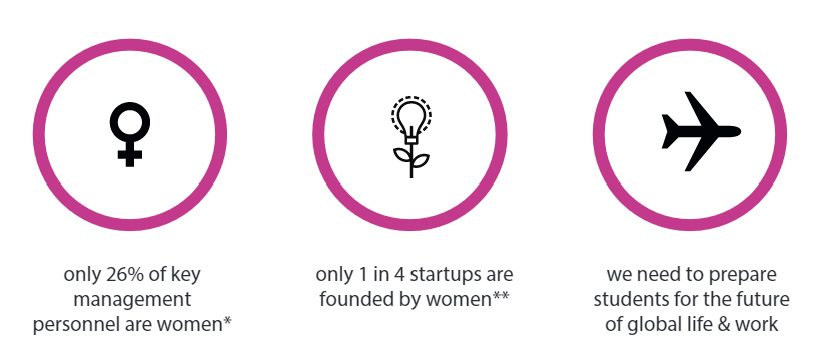 only 26% of key
management
personnel are women*
only 1 in 4 startups are
founded by women**
we need to prepare
students for the future
of global life & work